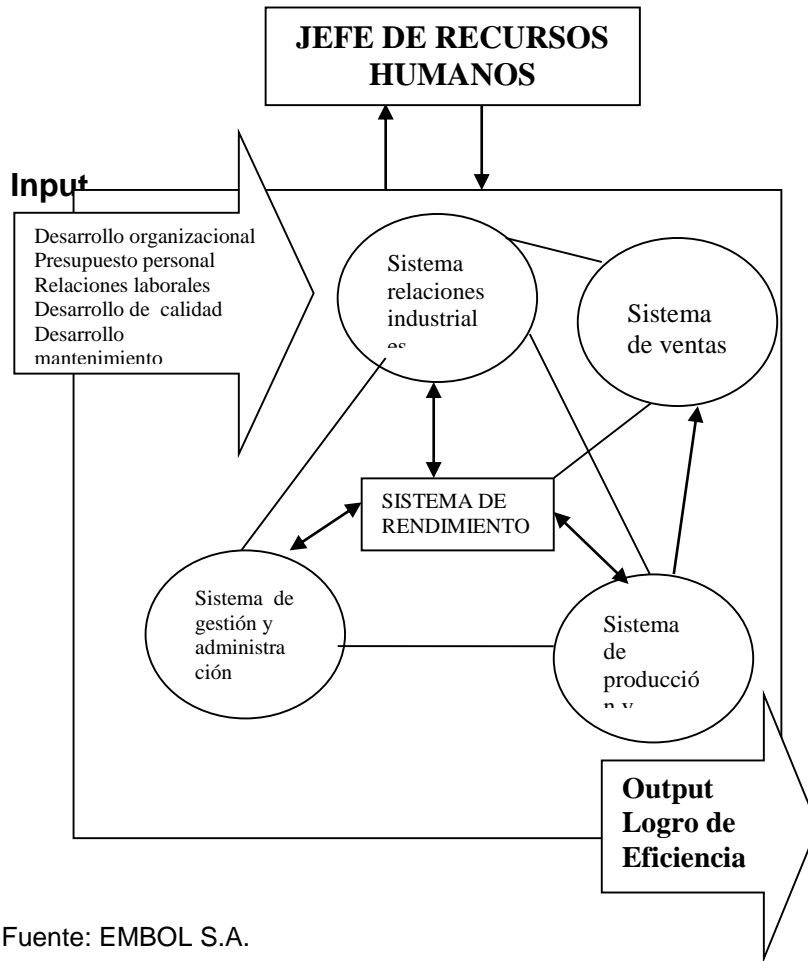 JEFE DE RECURSOS
HUMANOS
Input
Desarrollo organizacional
Presupuesto personal
Relaciones laborales
Desarrollo de calidad
Desarrollo
mantenimiento
Sistema
relaciones
industrial
es
Sistema
de ventas
SISTEMA DE
RENDIMIENTO
Sistema de
gestión y
administra
ción
Sistema
de
producció
n y
Output
Logro de
Eficiencia
Fuente: EMBOL S.A.